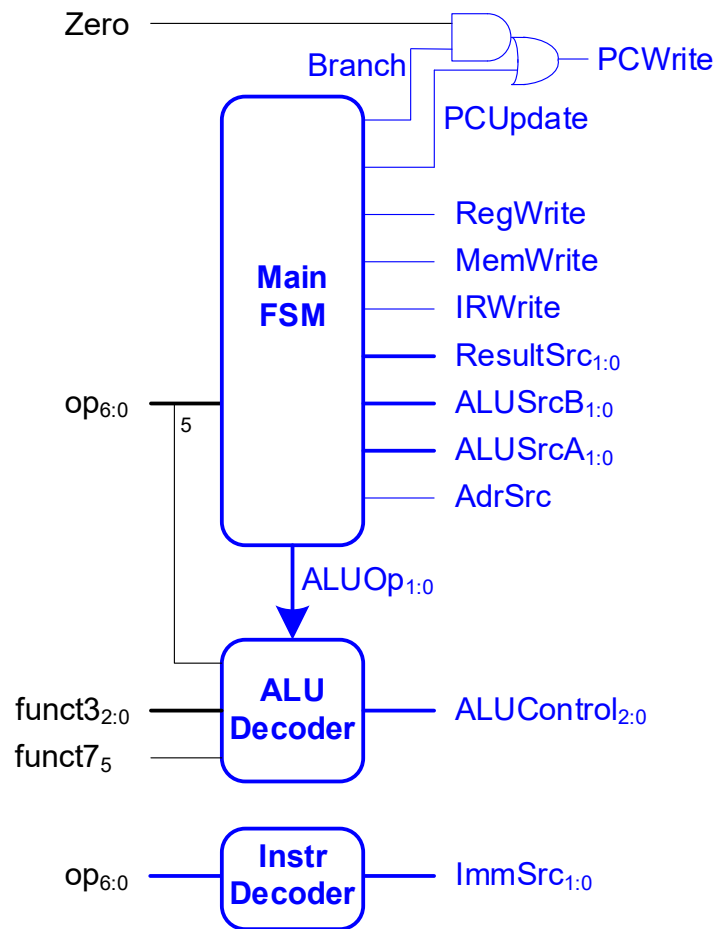 Zero
Branch
PCWrite
PCUpdate
RegWrite
MemWrite
IRWrite
ResultSrc1:0
ALUSrcB1:0
ALUSrcA1:0
AdrSrc
Main
FSM
op6:0
5
ALUOp1:0
ALU
Decoder
funct32:0
funct75
ALUControl2:0
Instr
Decoder
op6:0
ImmSrc1:0